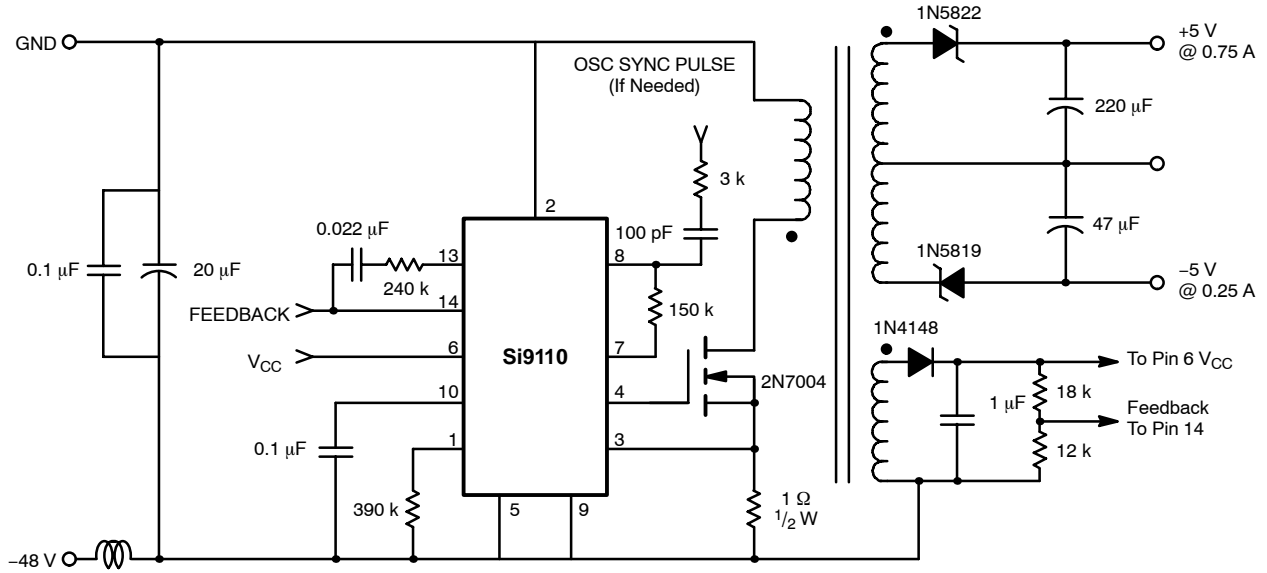 GND
OSC SYNC PULSE
(If Needed)
1N5822
+5 V
@ 0.75 A
220 μF
3 k
2
0.022 μF
100 pF
47 μF
0.1 μF
20 μF
13
8
1N5819
240 k
−5 V
@ 0.25 A
FEEDBACK
14
150 k
1N4148
VCC
6
Si9110
7
To Pin 6 VCC
2N7004
18 k
10
4
1 μF
Feedback
To Pin 14
0.1 μF
1
3
12 k
390 k
5
9
1 Ω
1/2 W
−48 V